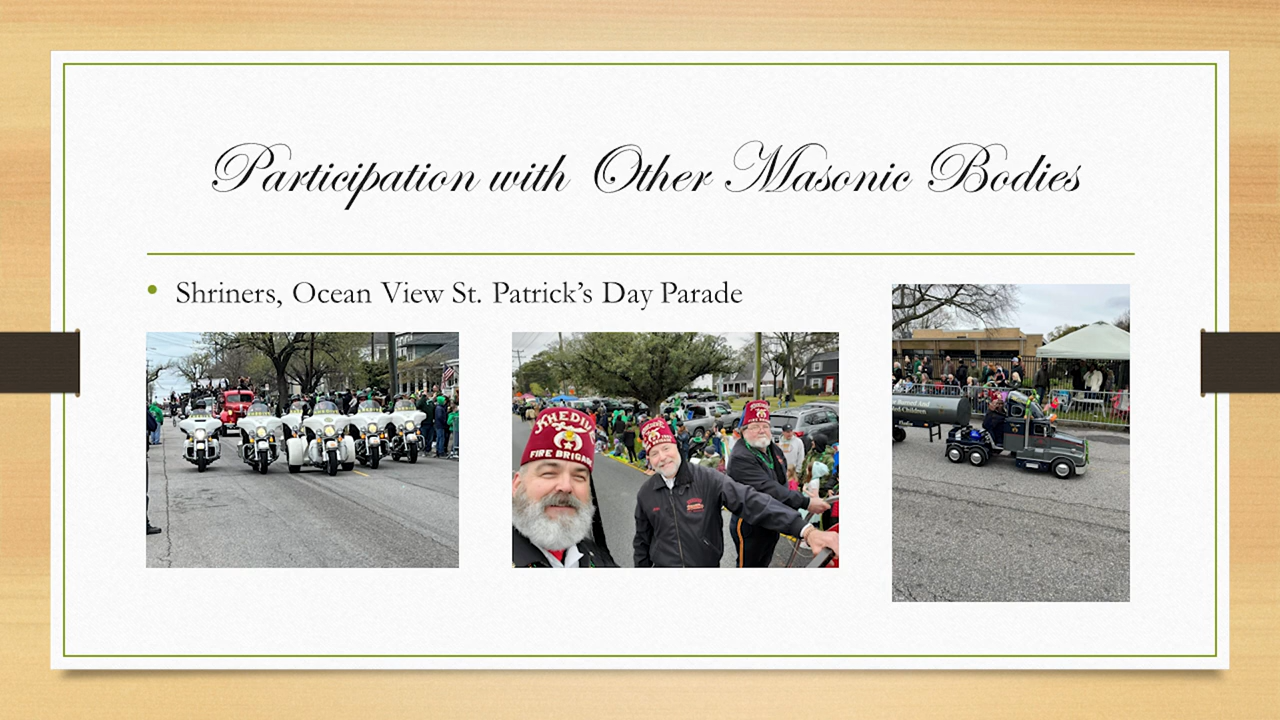 Participation with Other Masonic Bodies
• Shriners, Ocean View St. Patrick’s Day Parade
KHEDIVE
FIRE BRIGADE